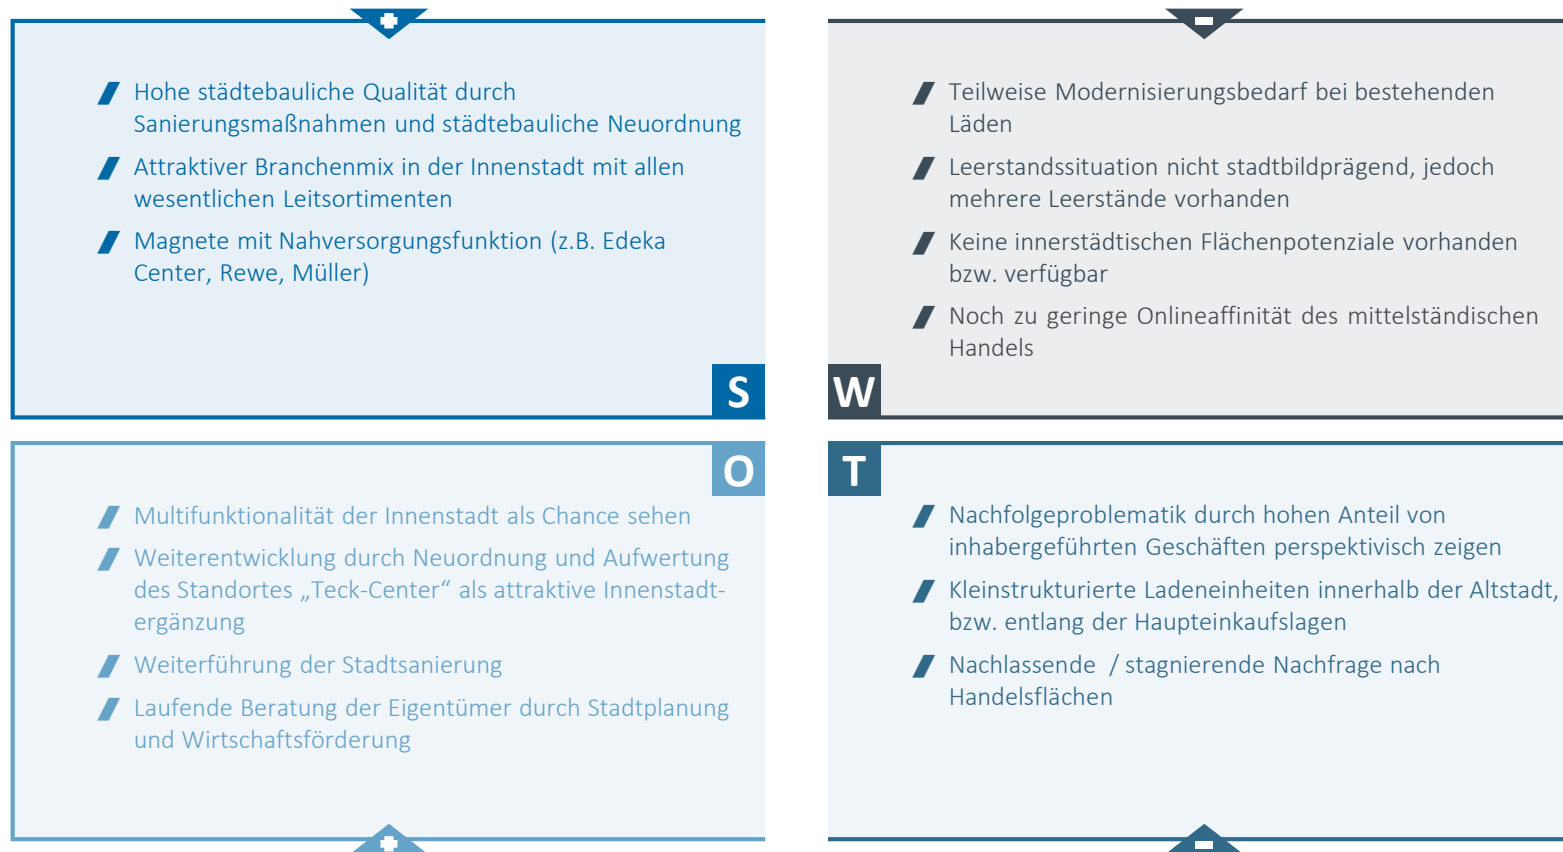 Hohe städtebauliche Qualität durch
Sanierungsmaßnahmen und städtebauliche Neuordnung
Attraktiver Branchenmix in der Innenstadt mit allen
wesentlichen Leitsortimenten
Magnete mit Nahversorgungsfunktion (z.B. Edeka
Center, Rewe, Müller)
S
Teilweise Modernisierungsbedarf bei bestehenden
Läden
Leerstandssituation nicht stadtbildprägend, jedoch
mehrere Leerstände vorhanden
Keine innerstädtischen Flächenpotenziale vorhanden
bzw. verfügbar
Noch zu geringe Onlineaffinität des mittelständischen
Handels
W
O
Multifunktionalität der Innenstadt als Chance sehen
Weiterentwicklung durch Neuordnung und Aufwertung
des Standortes „Teck-Center“ als attraktive Innenstadt-
ergänzung
Weiterführung der Stadtsanierung
Laufende Beratung der Eigentümer durch Stadtplanung
und Wirtschaftsförderung
T
Nachfolgeproblematik durch hohen Anteil von
inhabergeführten Geschäften perspektivisch zeigen
Kleinstrukturierte Ladeneinheiten innerhalb der Altstadt,
bzw. entlang der Haupteinkaufslagen
Nachlassende / stagnierende Nachfrage nach
Handelsflächen